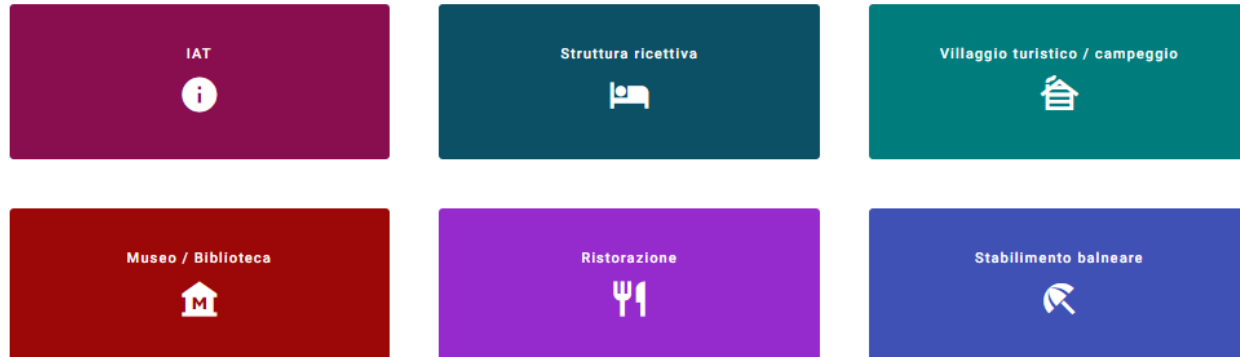 IAT
Struttura ricettiva
Villaggio turistico / campeggio
Museo / Biblioteca
M
Ristorazione
Stabilimento balneare